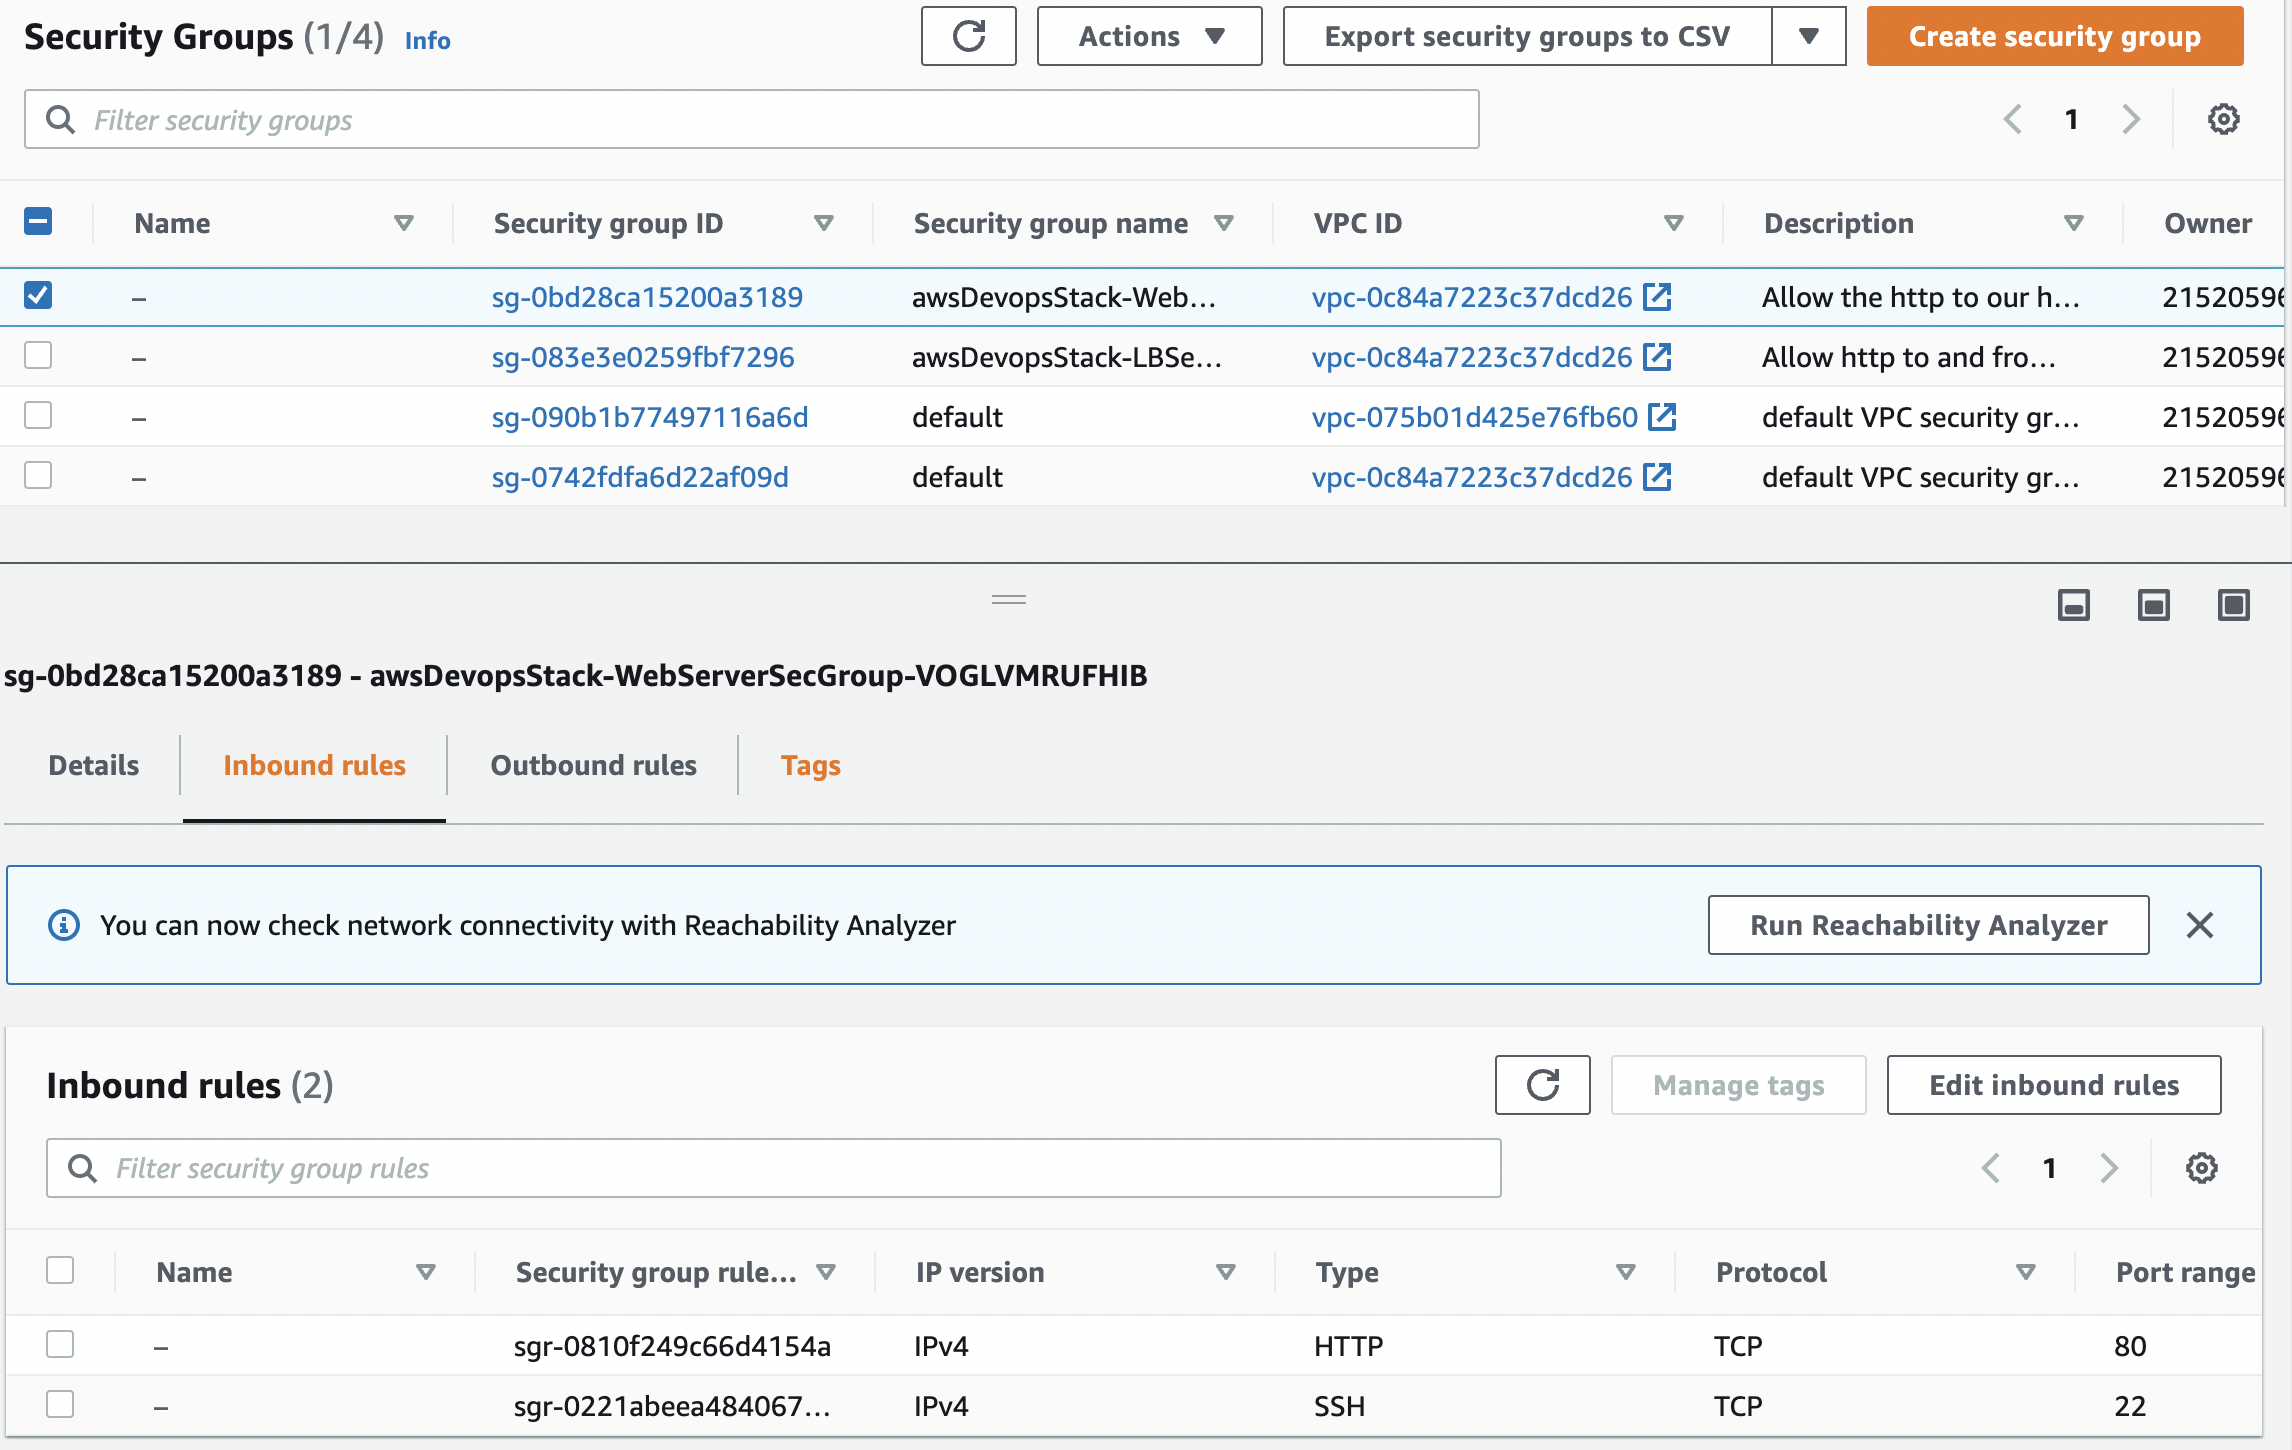 Security Groups (1/4) Info Actions Export security groups to CSV Create security group
Filter security groups 1
Name Security group ID Security group name VPC ID Description Owner
– sg-0bd28ca15200a3189 awsDevopsStack-Web... vpc-0c84a7223c37dcd26 Allow the http to our h... 2152059
– sg-083e3e0259fbf7296 awsDevopsStack-LBSe... vpc-0c84a7223c37dcd26 Allow http to and fro... 2152059
– sg-090b1b77497116a6d default vpc-075b01d425e76fb60 default VPC security gr... 2152059
– sg-0742fdfa6d22af09d default vpc-0c84a7223c37dcd26 default VPC security gr... 2152059
sg-0bd28ca15200a3189 - awsDevopsStack-WebServerSecGroup-VOGLVMRUFHIB
Details Inbound rules Outbound rules Tags
You can now check network connectivity with Reachability Analyzer Run Reachability Analyzer
Inbound rules (2) Manage tags Edit inbound rules
Filter security group rules 1
Name Security group rule... IP version Type Protocol Port range
– sgr-0810f249c66d4154a IPv4 HTTP TCP 80
– sgr-0221abeea484067... IPv4 SSH TCP 22